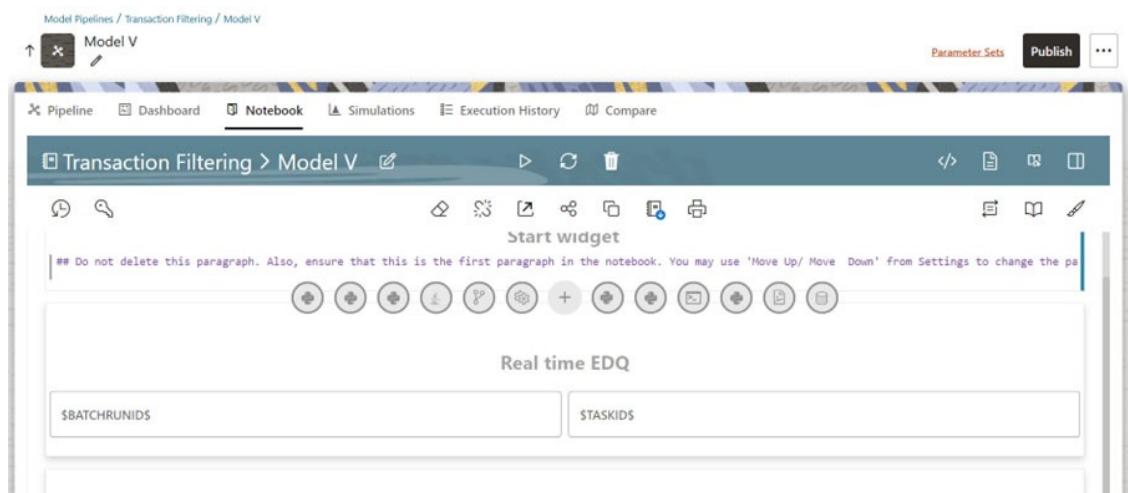 Model Pipelines / Transaction Filtering / Model V
Model V
Parameter Sets
Publish
Pipeline Dashboard Notebook Simulations Execution History Compare
Transaction Filtering > Model V
Start widget
## Do not delete this paragraph. Also, ensure that this is the first paragraph in the notebook. You may use 'Move Up/ Move Down' from Settings to change the pa
Real time EDQ
$BATCHRUNID$ $TASKID$